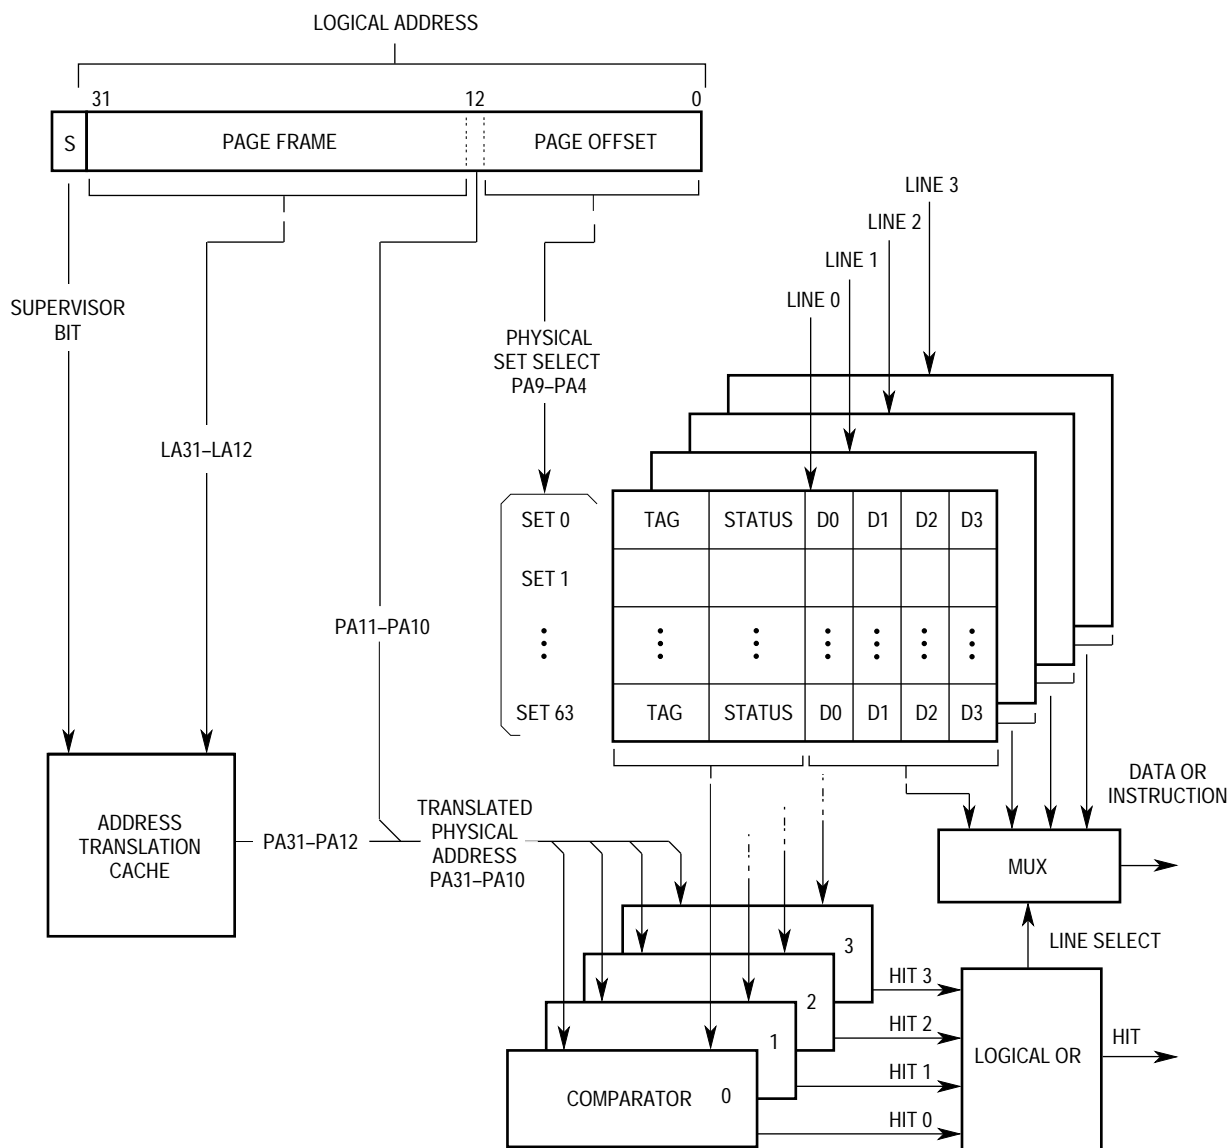 LOGICAL ADDRESS
31 12 0
S PAGE FRAME PAGE OFFSET
LINE 3
LINE 2
LINE 1
LINE 0
SUPERVISOR
BIT
PHYSICAL
SET SELECT
PA9–PA4
LA31–LA12
SET 0 TAG STATUS D0 D1 D2 D3
SET 1
PA11–PA10
SET 63 TAG STATUS D0 D1 D2 D3
DATA OR
INSTRUCTION
ADDRESS
TRANSLATION
CACHE
PA31–PA12
TRANSLATED
PHYSICAL
ADDRESS
PA31–PA10
MUX
LINE SELECT
3
2
1
COMPARATOR 0
HIT 3
HIT 2
HIT 1
HIT 0
LOGICAL OR
HIT